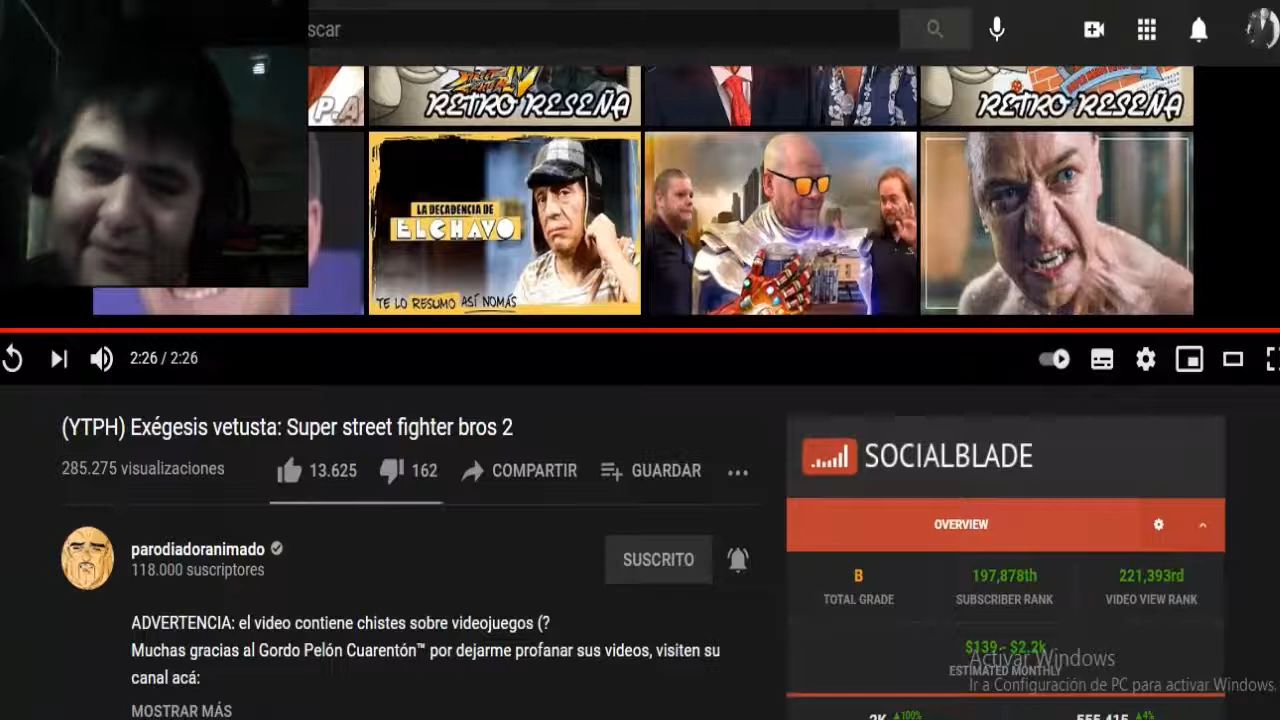 scar
P.A
RETRO RESEÑA
RETRO RESEÑA
LA DECADENCIA DE
EL CHAVO
TE LO RESUMO ASÍ NOMÁS
2:26 / 2:26
(YTPH) Exégesis vetusta: Super street fighter bros 2
285.275 visualizaciones
13.625
162
COMPARTIR
GUARDAR
parodiadoranimado
118.000 suscriptores
SUSCRITO
ADVERTENCIA: el video contiene chistes sobre videojuegos (?
Muchas gracias al Gordo Pelón Cuarentón™ por dejarme profanar sus videos, visiten su
canal acá:
MOSTRAR MÁS
SOCIALBLADE
OVERVIEW
B
197,878th
221,393rd
TOTAL GRADE
SUBSCRIBER RANK
VIDEO VIEW RANK
$139 - $2.2k
ESTIMATED MONTHLY
Activar Windows
Ir a Configuración de PC para activar Windows.
2K ▲100%
555,415 ▲4%